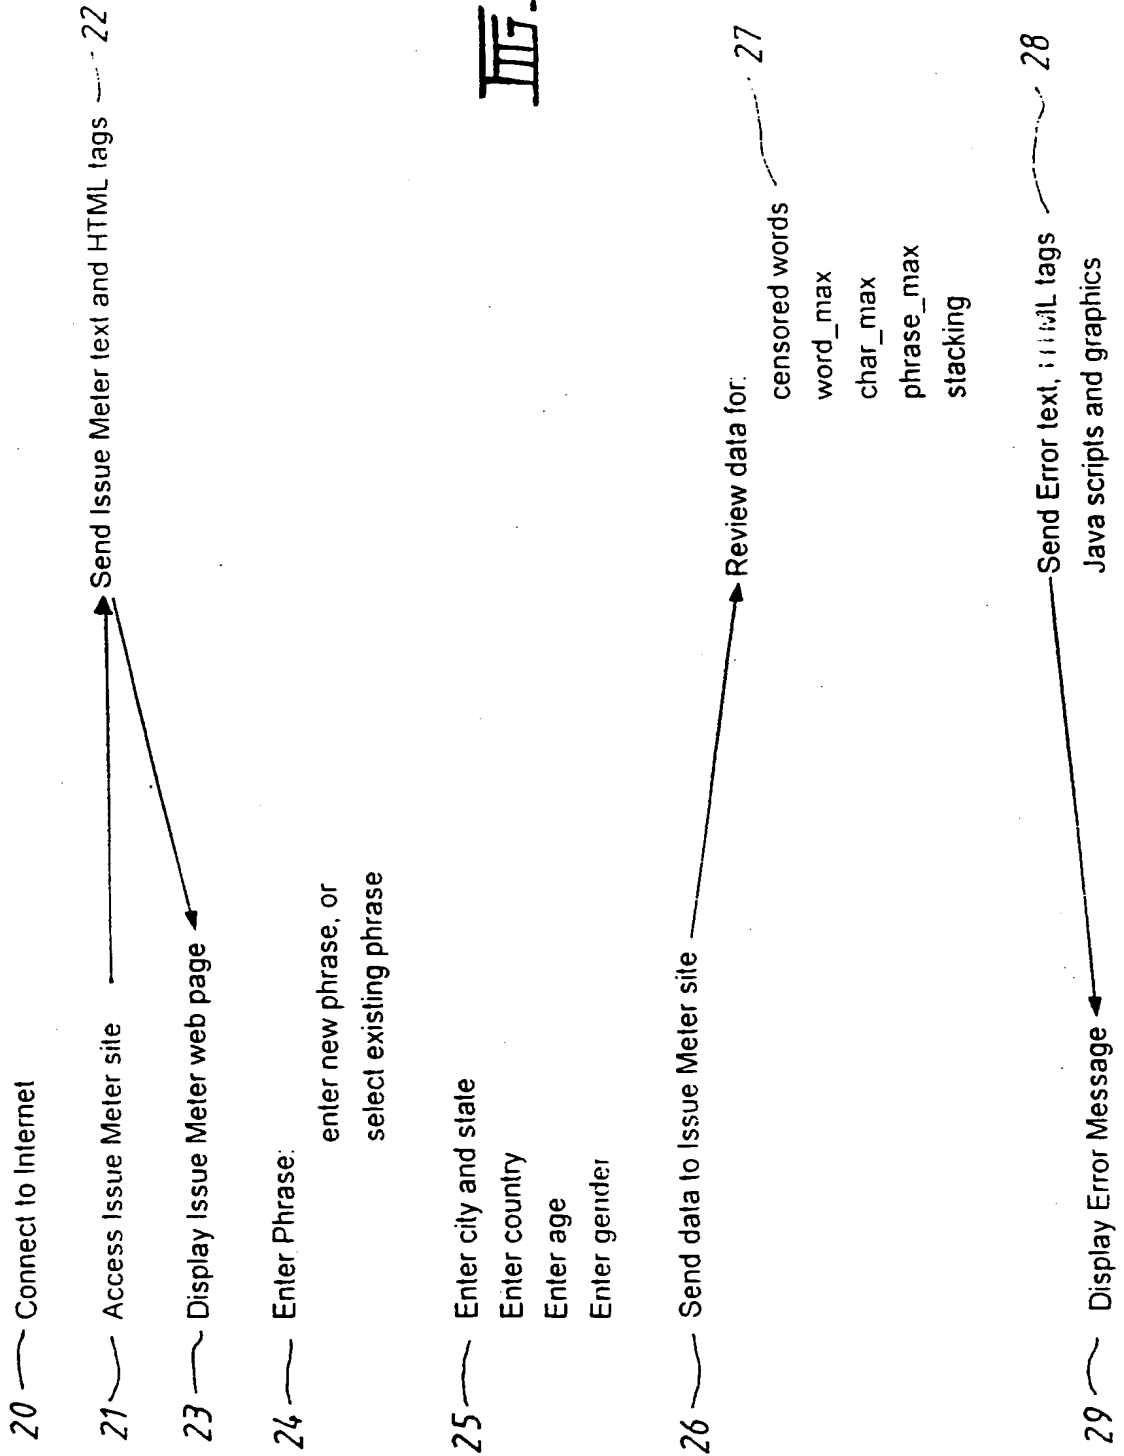 20 Connect to Internet
21 Access Issue Meter site
Send Issue Meter text and HTML tags 22
23 Display Issue Meter web page
24 Enter Phrase:
enter new phrase, or
select existing phrase
FIG.
25 Enter city and state
Enter country
Enter age
Enter gender
26 Send data to Issue Meter site
Review data for: 27
censored words
word_max
char_max
phrase_max
stacking
Send Error text, HTML tags 28
Java scripts and graphics
29 Display Error Message